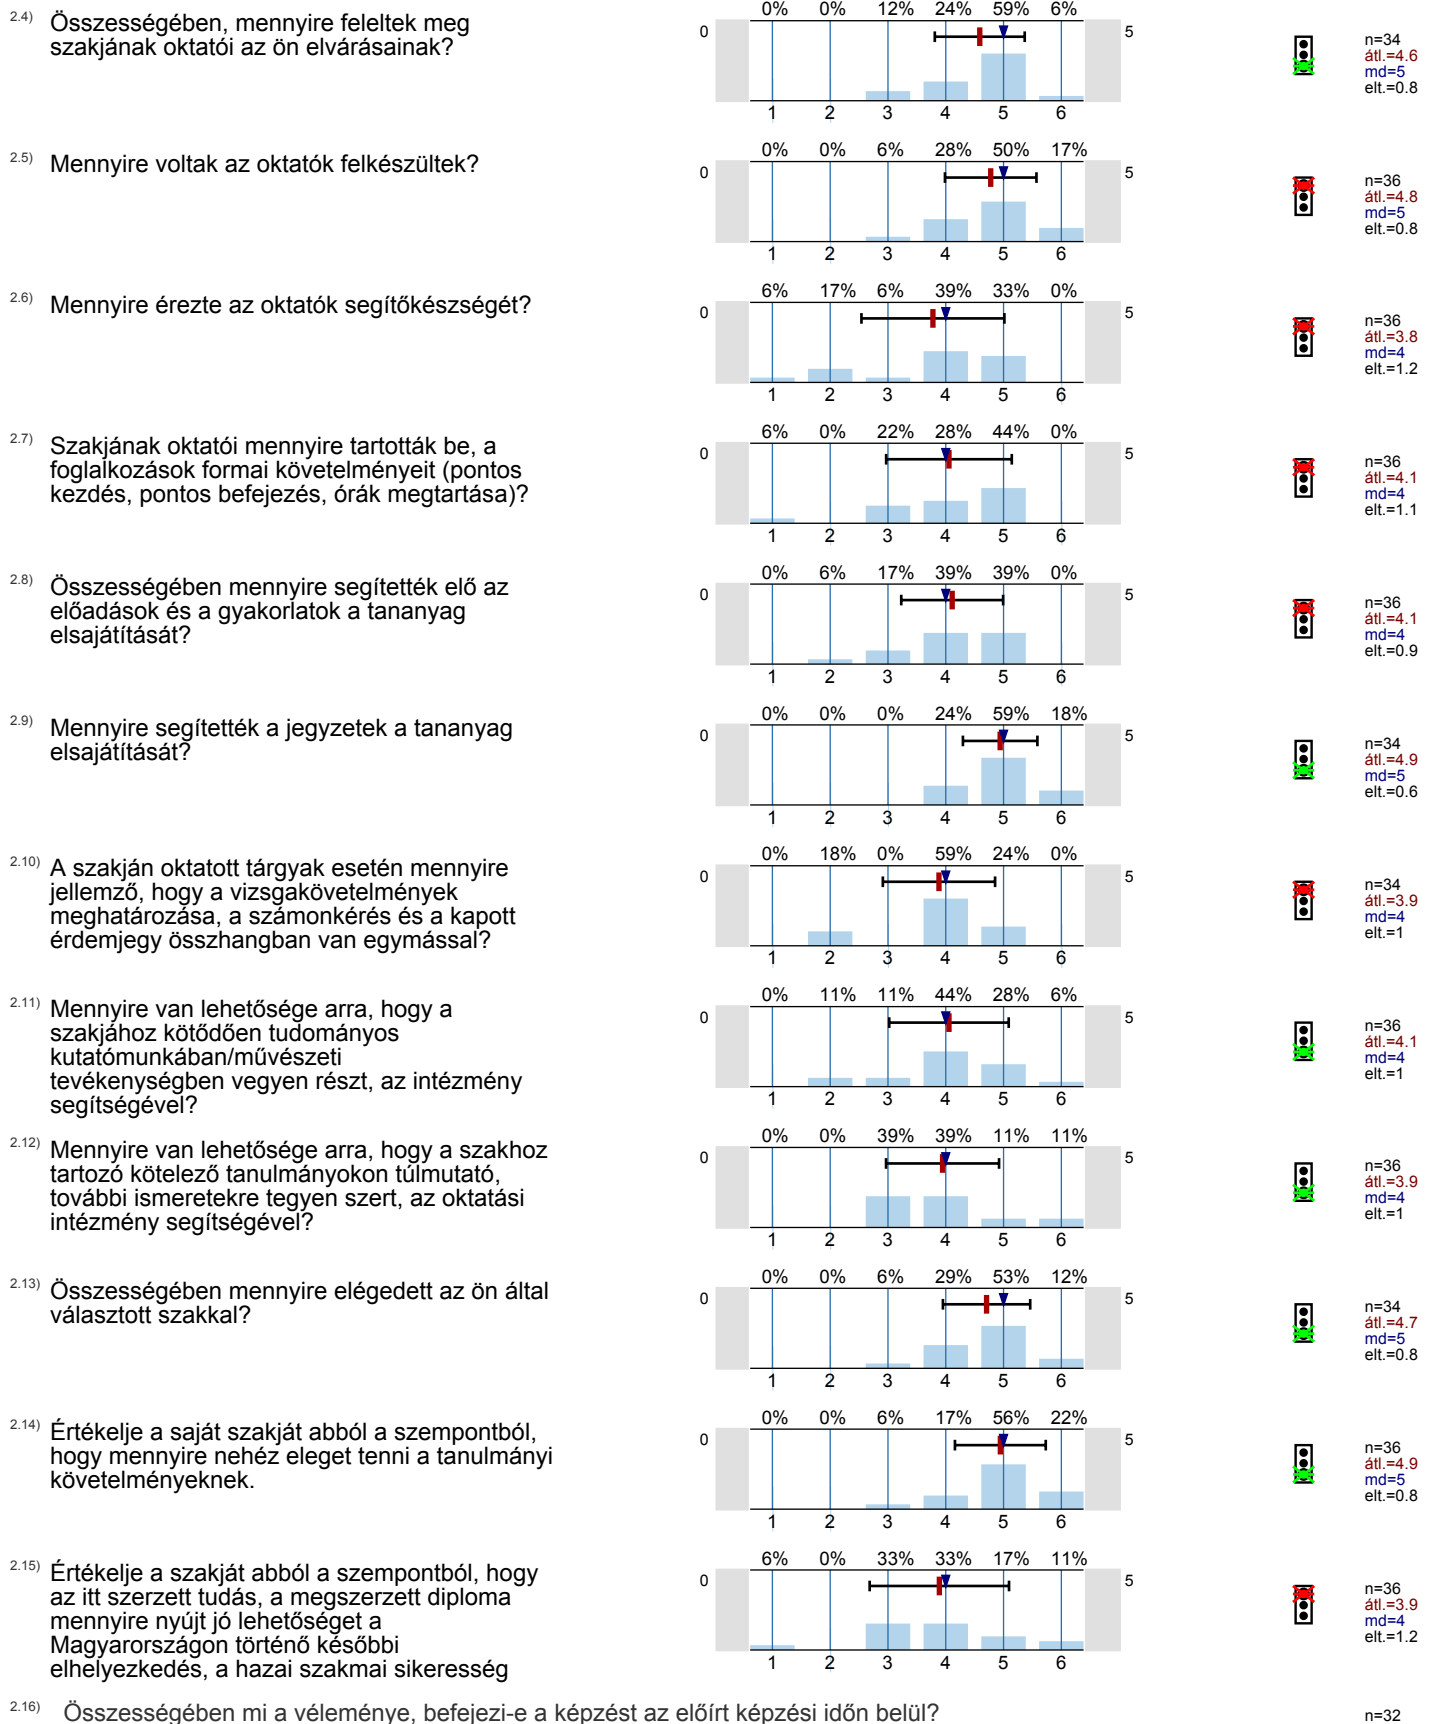 2.4) Összességében, mennyire feleltek meg
szakjának oktatói az ön elvárásainak?
0% 0% 12% 24% 59% 6%
0 5
1 2 3 4 5 6
n=34
átl.=4.6
md=5
elt.=0.8
2.5) Mennyire voltak az oktatók felkészültek?
0% 0% 6% 28% 50% 17%
0 5
1 2 3 4 5 6
n=36
átl.=4.8
md=5
elt.=0.8
2.6) Mennyire érezte az oktatók segítőkészségét?
6% 17% 6% 39% 33% 0%
0 5
1 2 3 4 5 6
n=36
átl.=3.8
md=4
elt.=1.2
2.7) Szakjának oktatói mennyire tartották be, a
foglalkozások formai követelményeit (pontos
kezdés, pontos befejezés, órák megtartása)?
6% 0% 22% 28% 44% 0%
0 5
1 2 3 4 5 6
n=36
átl.=4.1
md=4
elt.=1.1
2.8) Összességében mennyire segítették elő az
előadások és a gyakorlatok a tananyag
elsajátítását?
0% 6% 17% 39% 39% 0%
0 5
1 2 3 4 5 6
n=36
átl.=4.1
md=4
elt.=0.9
2.9) Mennyire segítették a jegyzetek a tananyag
elsajátítását?
0% 0% 0% 24% 59% 18%
0 5
1 2 3 4 5 6
n=34
átl.=4.9
md=5
elt.=0.6
2.10) A szakján oktatott tárgyak esetén mennyire
jellemző, hogy a vizsgakövetelmények
meghatározása, a számonkérés és a kapott
érdemjegy összhangban van egymással?
0% 18% 0% 59% 24% 0%
0 5
1 2 3 4 5 6
n=34
átl.=3.9
md=4
elt.=1
2.11) Mennyire van lehetősége arra, hogy a
szakjához kötődően tudományos
kutatómunkában/művészeti
tevékenységben vegyen részt, az intézmény
segítségével?
0% 11% 11% 44% 28% 6%
0 5
1 2 3 4 5 6
n=36
átl.=4.1
md=4
elt.=1
2.12) Mennyire van lehetősége arra, hogy a szakhoz
tartozó kötelező tanulmányokon túlmutató,
további ismeretekre tegyen szert, az oktatási
intézmény segítségével?
0% 0% 39% 39% 11% 11%
0 5
1 2 3 4 5 6
n=36
átl.=3.9
md=4
elt.=1
2.13) Összességében mennyire elégedett az ön által
választott szakkal?
0% 0% 6% 29% 53% 12%
0 5
1 2 3 4 5 6
n=34
átl.=4.7
md=5
elt.=0.8
2.14) Értékelje a saját szakját abból a szempontból,
hogy mennyire nehéz eleget tenni a tanulmányi
követelményeknek.
0% 0% 6% 17% 56% 22%
0 5
1 2 3 4 5 6
n=36
átl.=4.9
md=5
elt.=0.8
2.15) Értékelje a szakját abból a szempontból, hogy
az itt szerzett tudás, a megszerzett diploma
mennyire nyújt jó lehetőséget a
Magyarországon történő későbbi
elhelyezkedés, a hazai szakmai sikeresség
6% 0% 33% 33% 17% 11%
0 5
1 2 3 4 5 6
n=36
átl.=3.9
md=4
elt.=1.2
2.16) Összességében mi a véleménye, befejezi-e a képzést az előírt képzési időn belül?
n=32